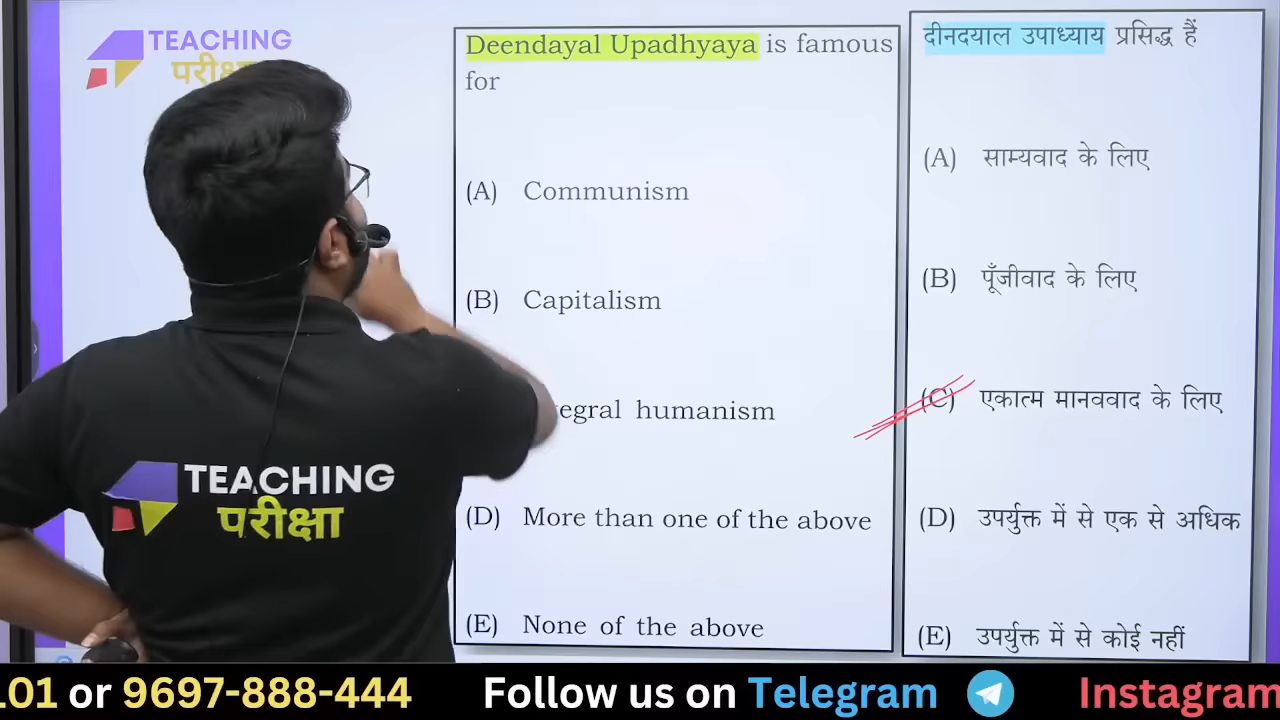 TEACHING
परीक्षा
Deendayal Upadhyaya is famous
for
(A) Communism
(B) Capitalism
egral humanism
(D) More than one of the above
(E) None of the above
दीनदयाल उपाध्याय प्रसिद्ध हैं
(A) साम्यवाद के लिए
(B) पूँजीवाद के लिए
(C) एकात्म मानववाद के लिए
(D) उपर्युक्त में से एक से अधिक
(E) उपर्युक्त में से कोई नहीं
TEACHING
परीक्षा
101 or 9697-888-444 Follow us on Telegram Instagram